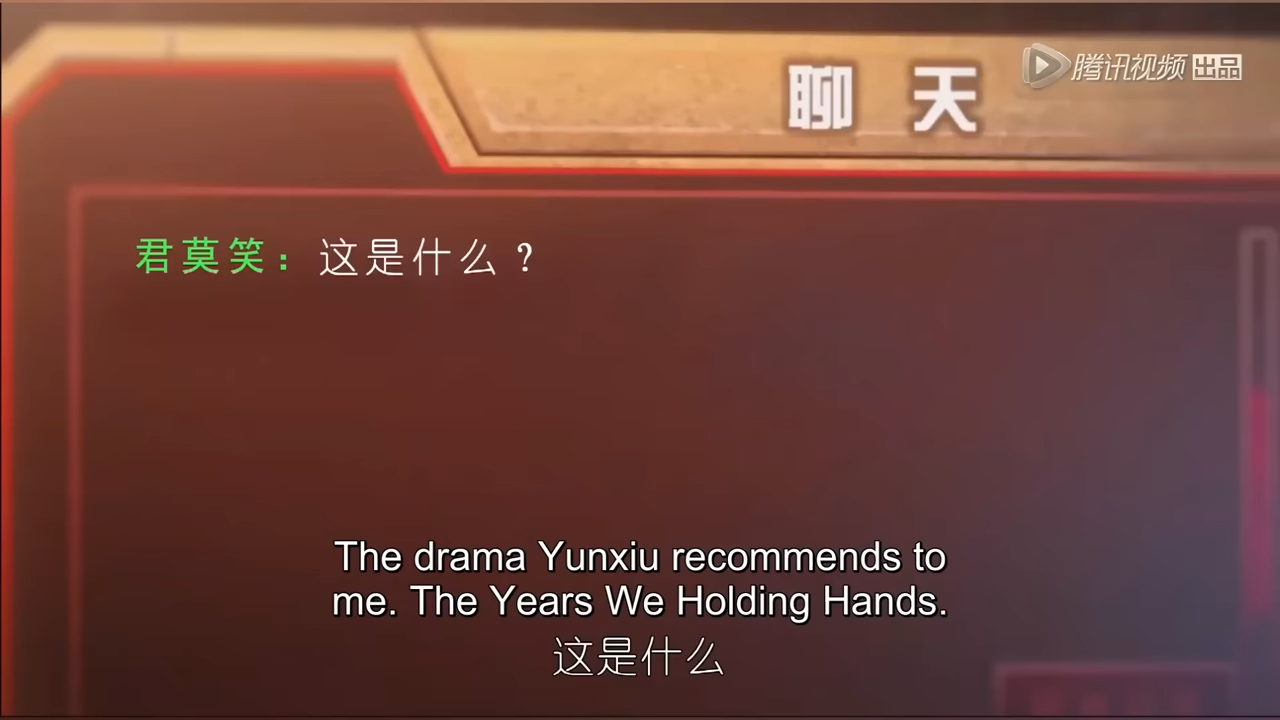 聊天
腾讯视频 出品
君莫笑：这是什么？
The drama Yunxiu recommends to
me. The Years We Holding Hands.
这是什么